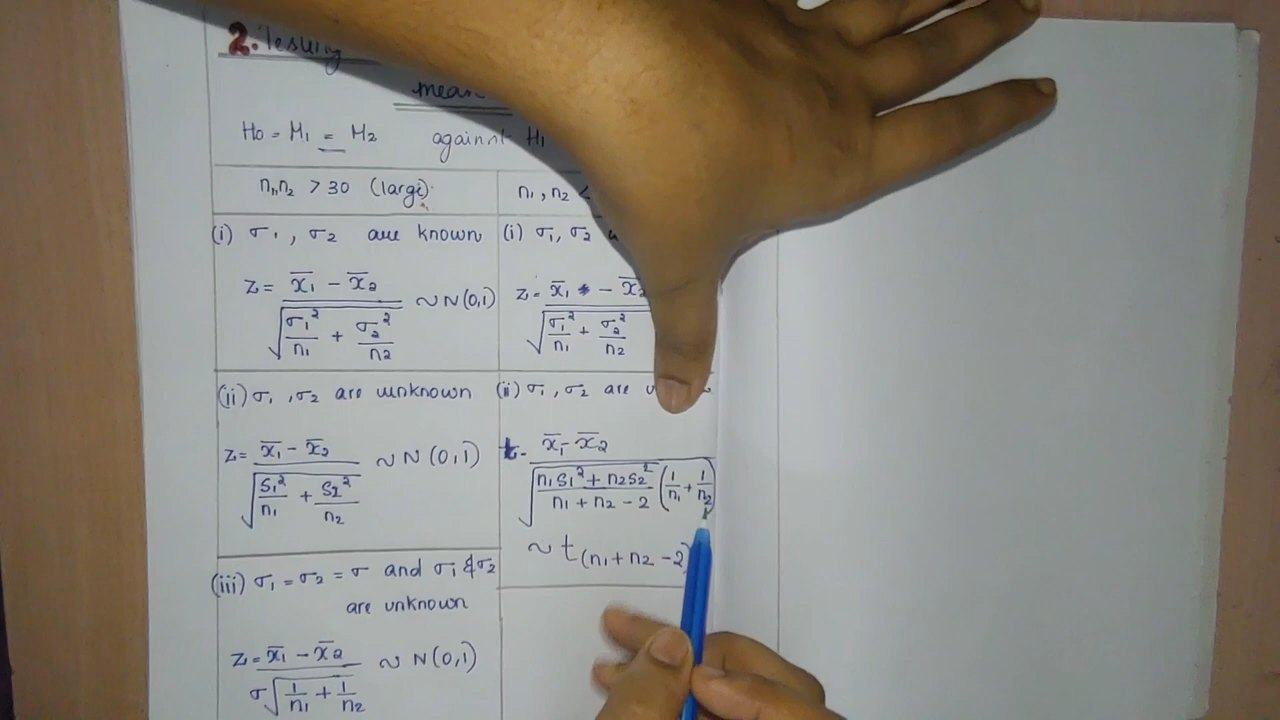 2. Testing
mean
H0 = M1 = M2 against H1
n1, n2 > 30 (large)
n1, n2 <
(i) σ1, σ2 are known
z = x̄1 - x̄2 / √(σ1²/n1 + σ2²/n2) ~ N(0,1)
(ii) σ1, σ2 are unknown
z = x̄1 - x̄2 / √(S1²/n1 + S2²/n2) ~ N(0,1)
(iii) σ1 = σ2 = σ and σ1 & σ2
are unknown
z = x̄1 - x̄2 / σ√(1/n1 + 1/n2) ~ N(0,1)
(i) σ1, σ2
z = x̄1 - x̄2 / √(σ1²/n1 + σ2²/n2)
(ii) σ1, σ2 are
t = x̄1 - x̄2 / √(n1S1² + n2S2² / n1 + n2 - 2 (1/n1 + 1/n2))
~ t(n1 + n2 - 2)